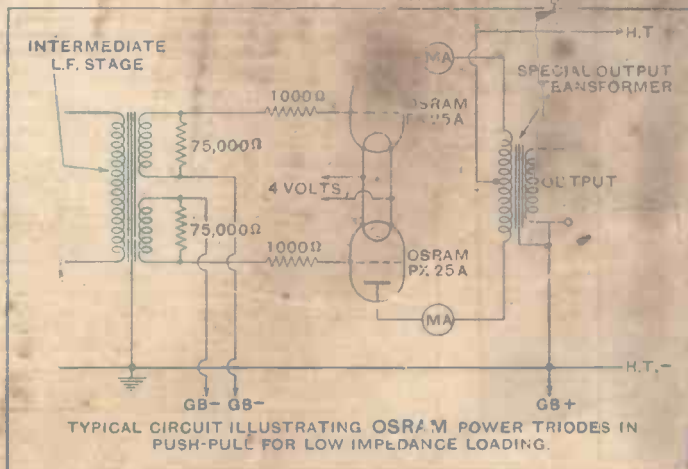 INTERMEDIATE
L.F. STAGE
1000Ω
75,000Ω
MA
OSRAM
25A
H.T
SPECIAL OUTPUT
TRANSFORMER
4 VOLTS
OUTPUT
75,000Ω
1000Ω
OSRAM
PX 25A
MA
H.T.-
GB- GB-
GB+
TYPICAL CIRCUIT ILLUSTRATING OSRAM POWER TRIODES IN
PUSH-PULL FOR LOW IMPEDANCE LOADING.